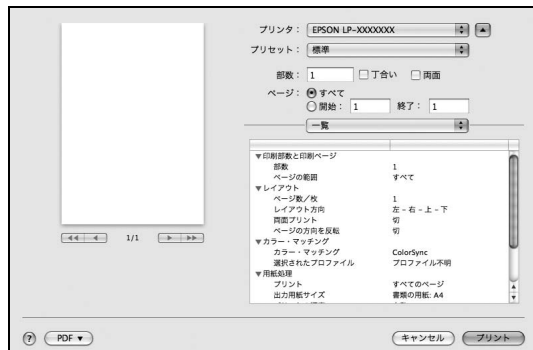 プリンタ： EPSON LP-XXXXXXX
プリセット： 標準
部数： 1 丁合い 両面
ページ： すべて
開始： 1 終了： 1
一覧
▼印刷部数と印刷ページ
部数 1
ページの範囲 すべて
▼レイアウト
ページ数／枚 1
レイアウト方向 左－右－上－下
両面プリント 切
ページの方向を反転 切
▼カラー・マッチング
カラー・マッチング ColorSync
選択されたプロファイル プロファイル不明
▼用紙処理
プリント すべてのページ
出力用紙サイズ 書類の用紙: A4
1/1
? PDF▼ キャンセル プリント